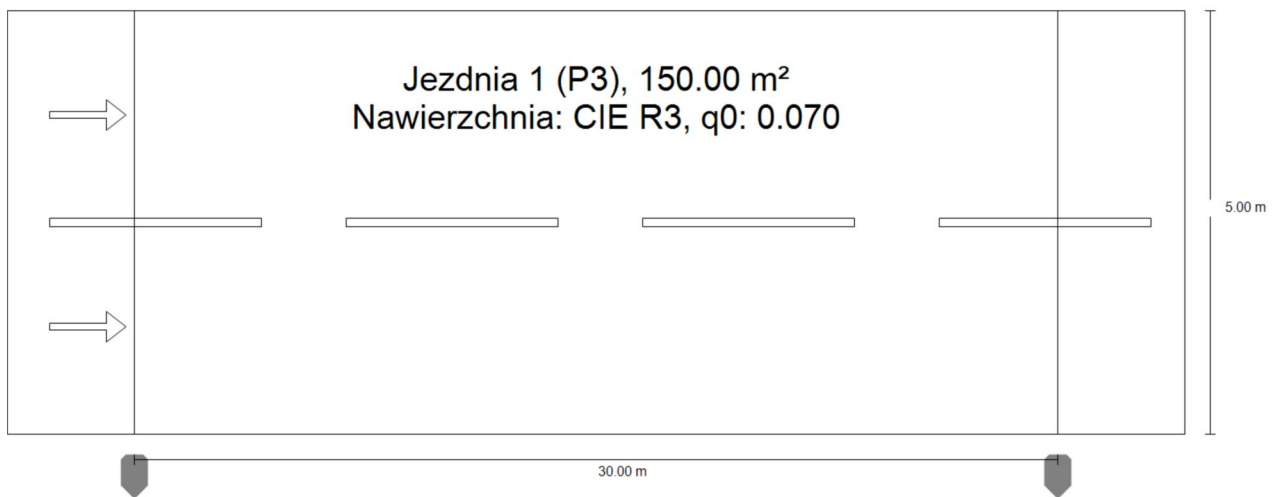 Jezdnia 1 (P3), 150.00 m²
Nawierzchnia: CIE R3, q0: 0.070
5.00 m
30.00 m